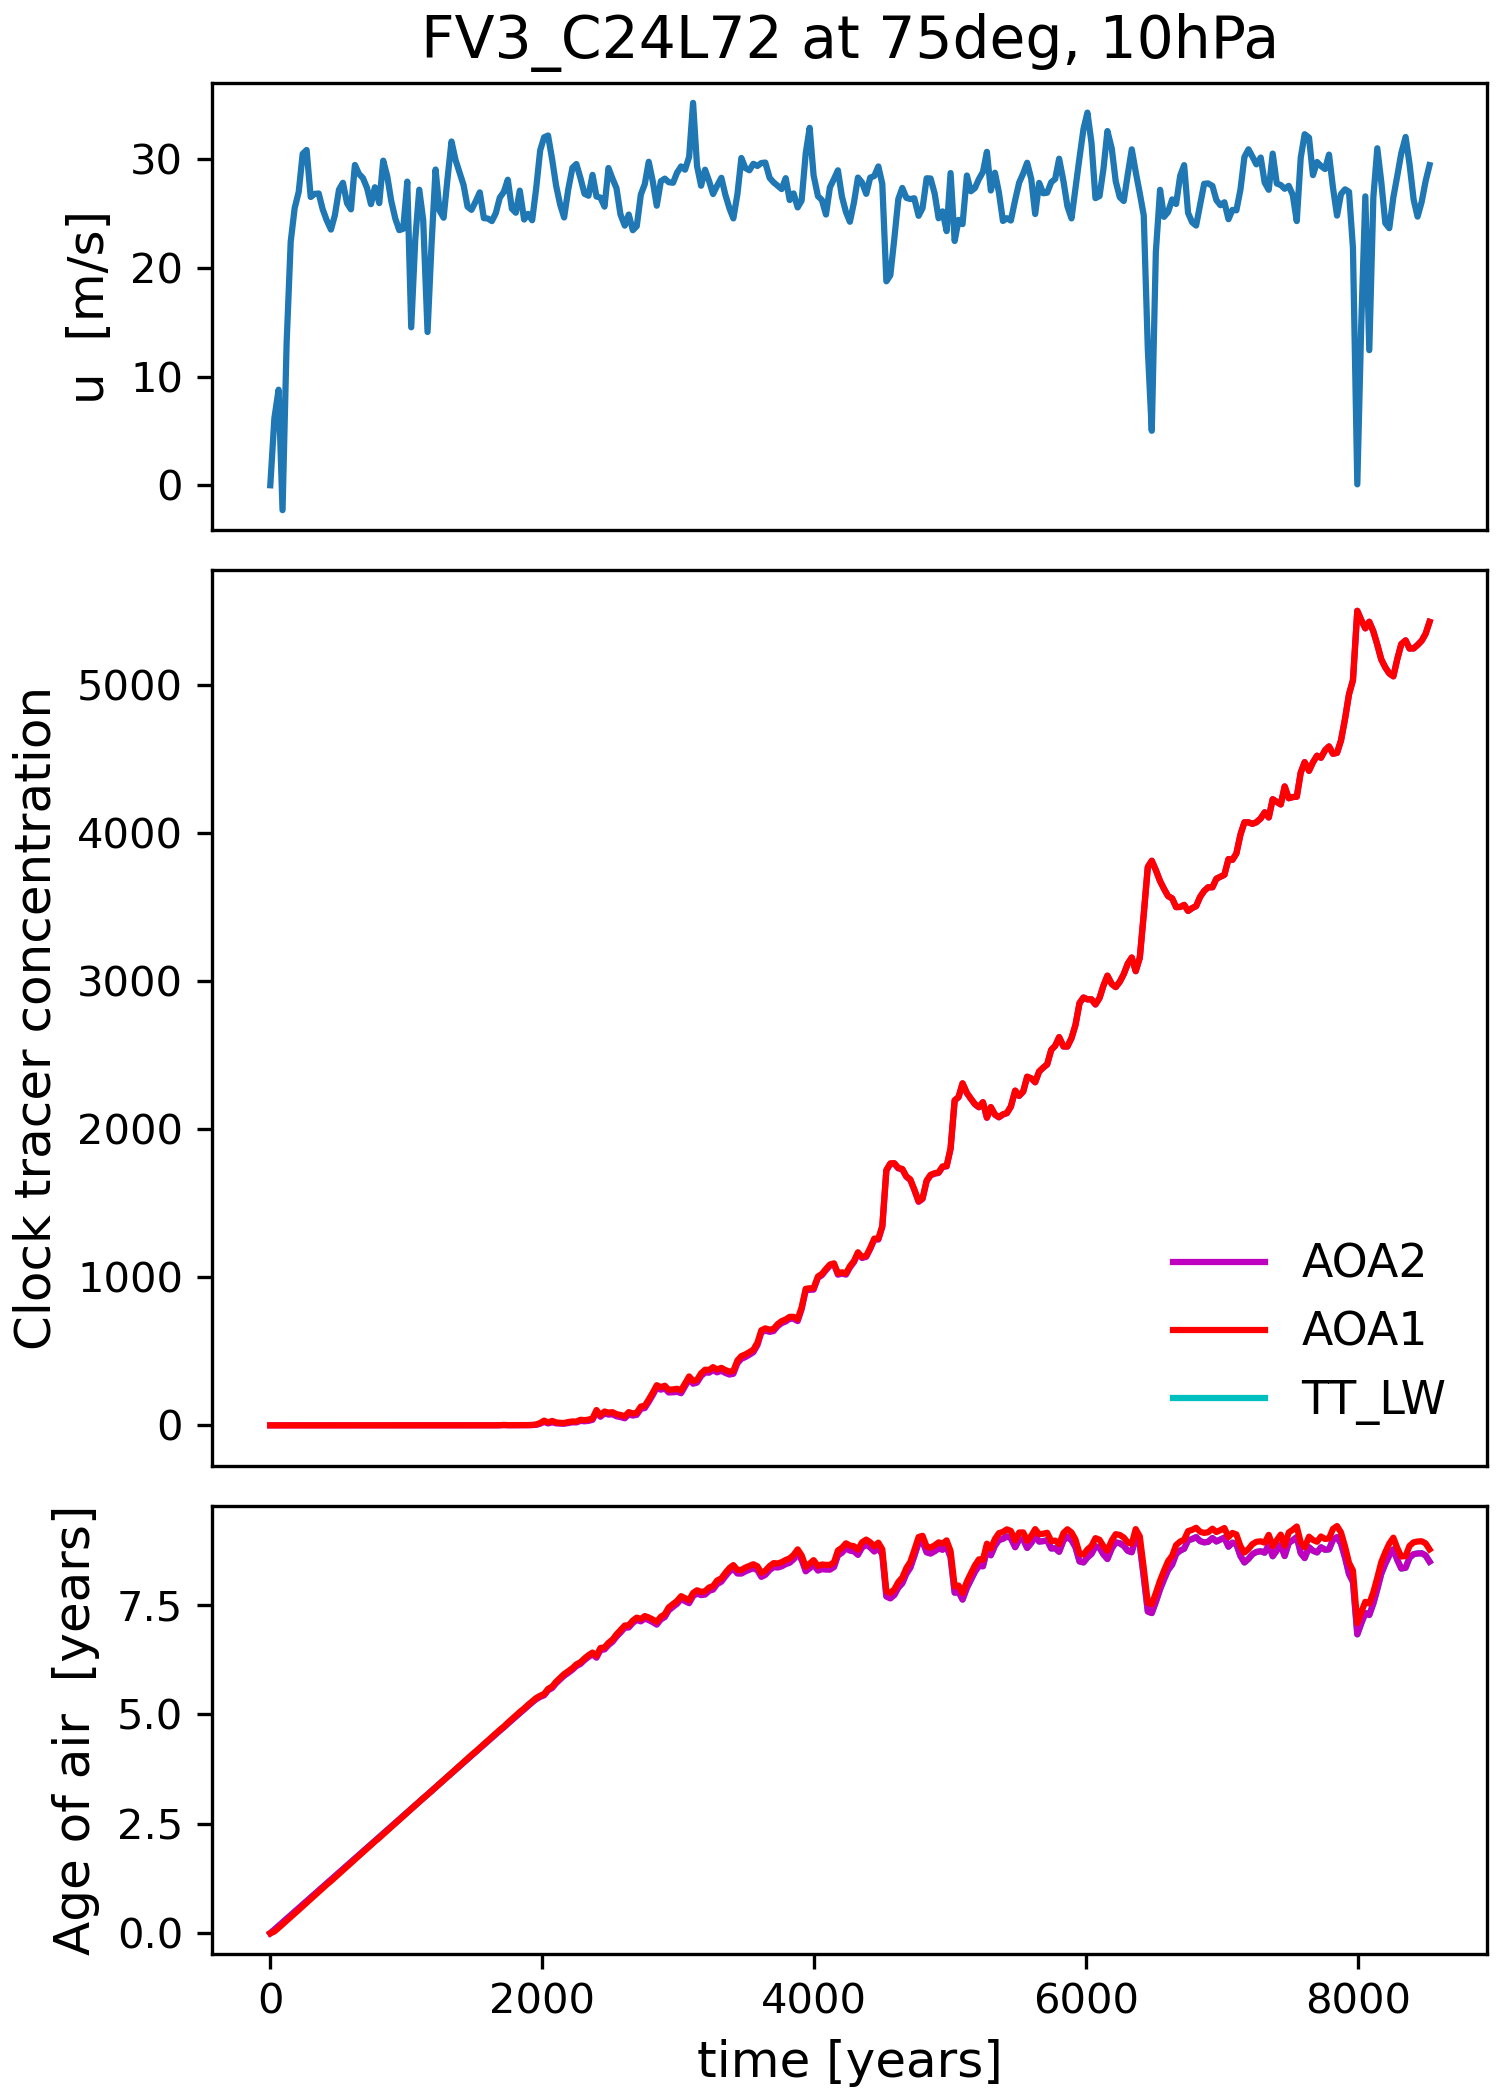 FV3_C24L72 at 75deg, 10hPa
30
20
10
0
u [m/s]
5000
4000
3000
2000
1000
0
Clock tracer concentration
AOA2
AOA1
TT_LW
7.5
5.0
2.5
0.0
Age of air [years]
0 2000 4000 6000 8000
time [years]